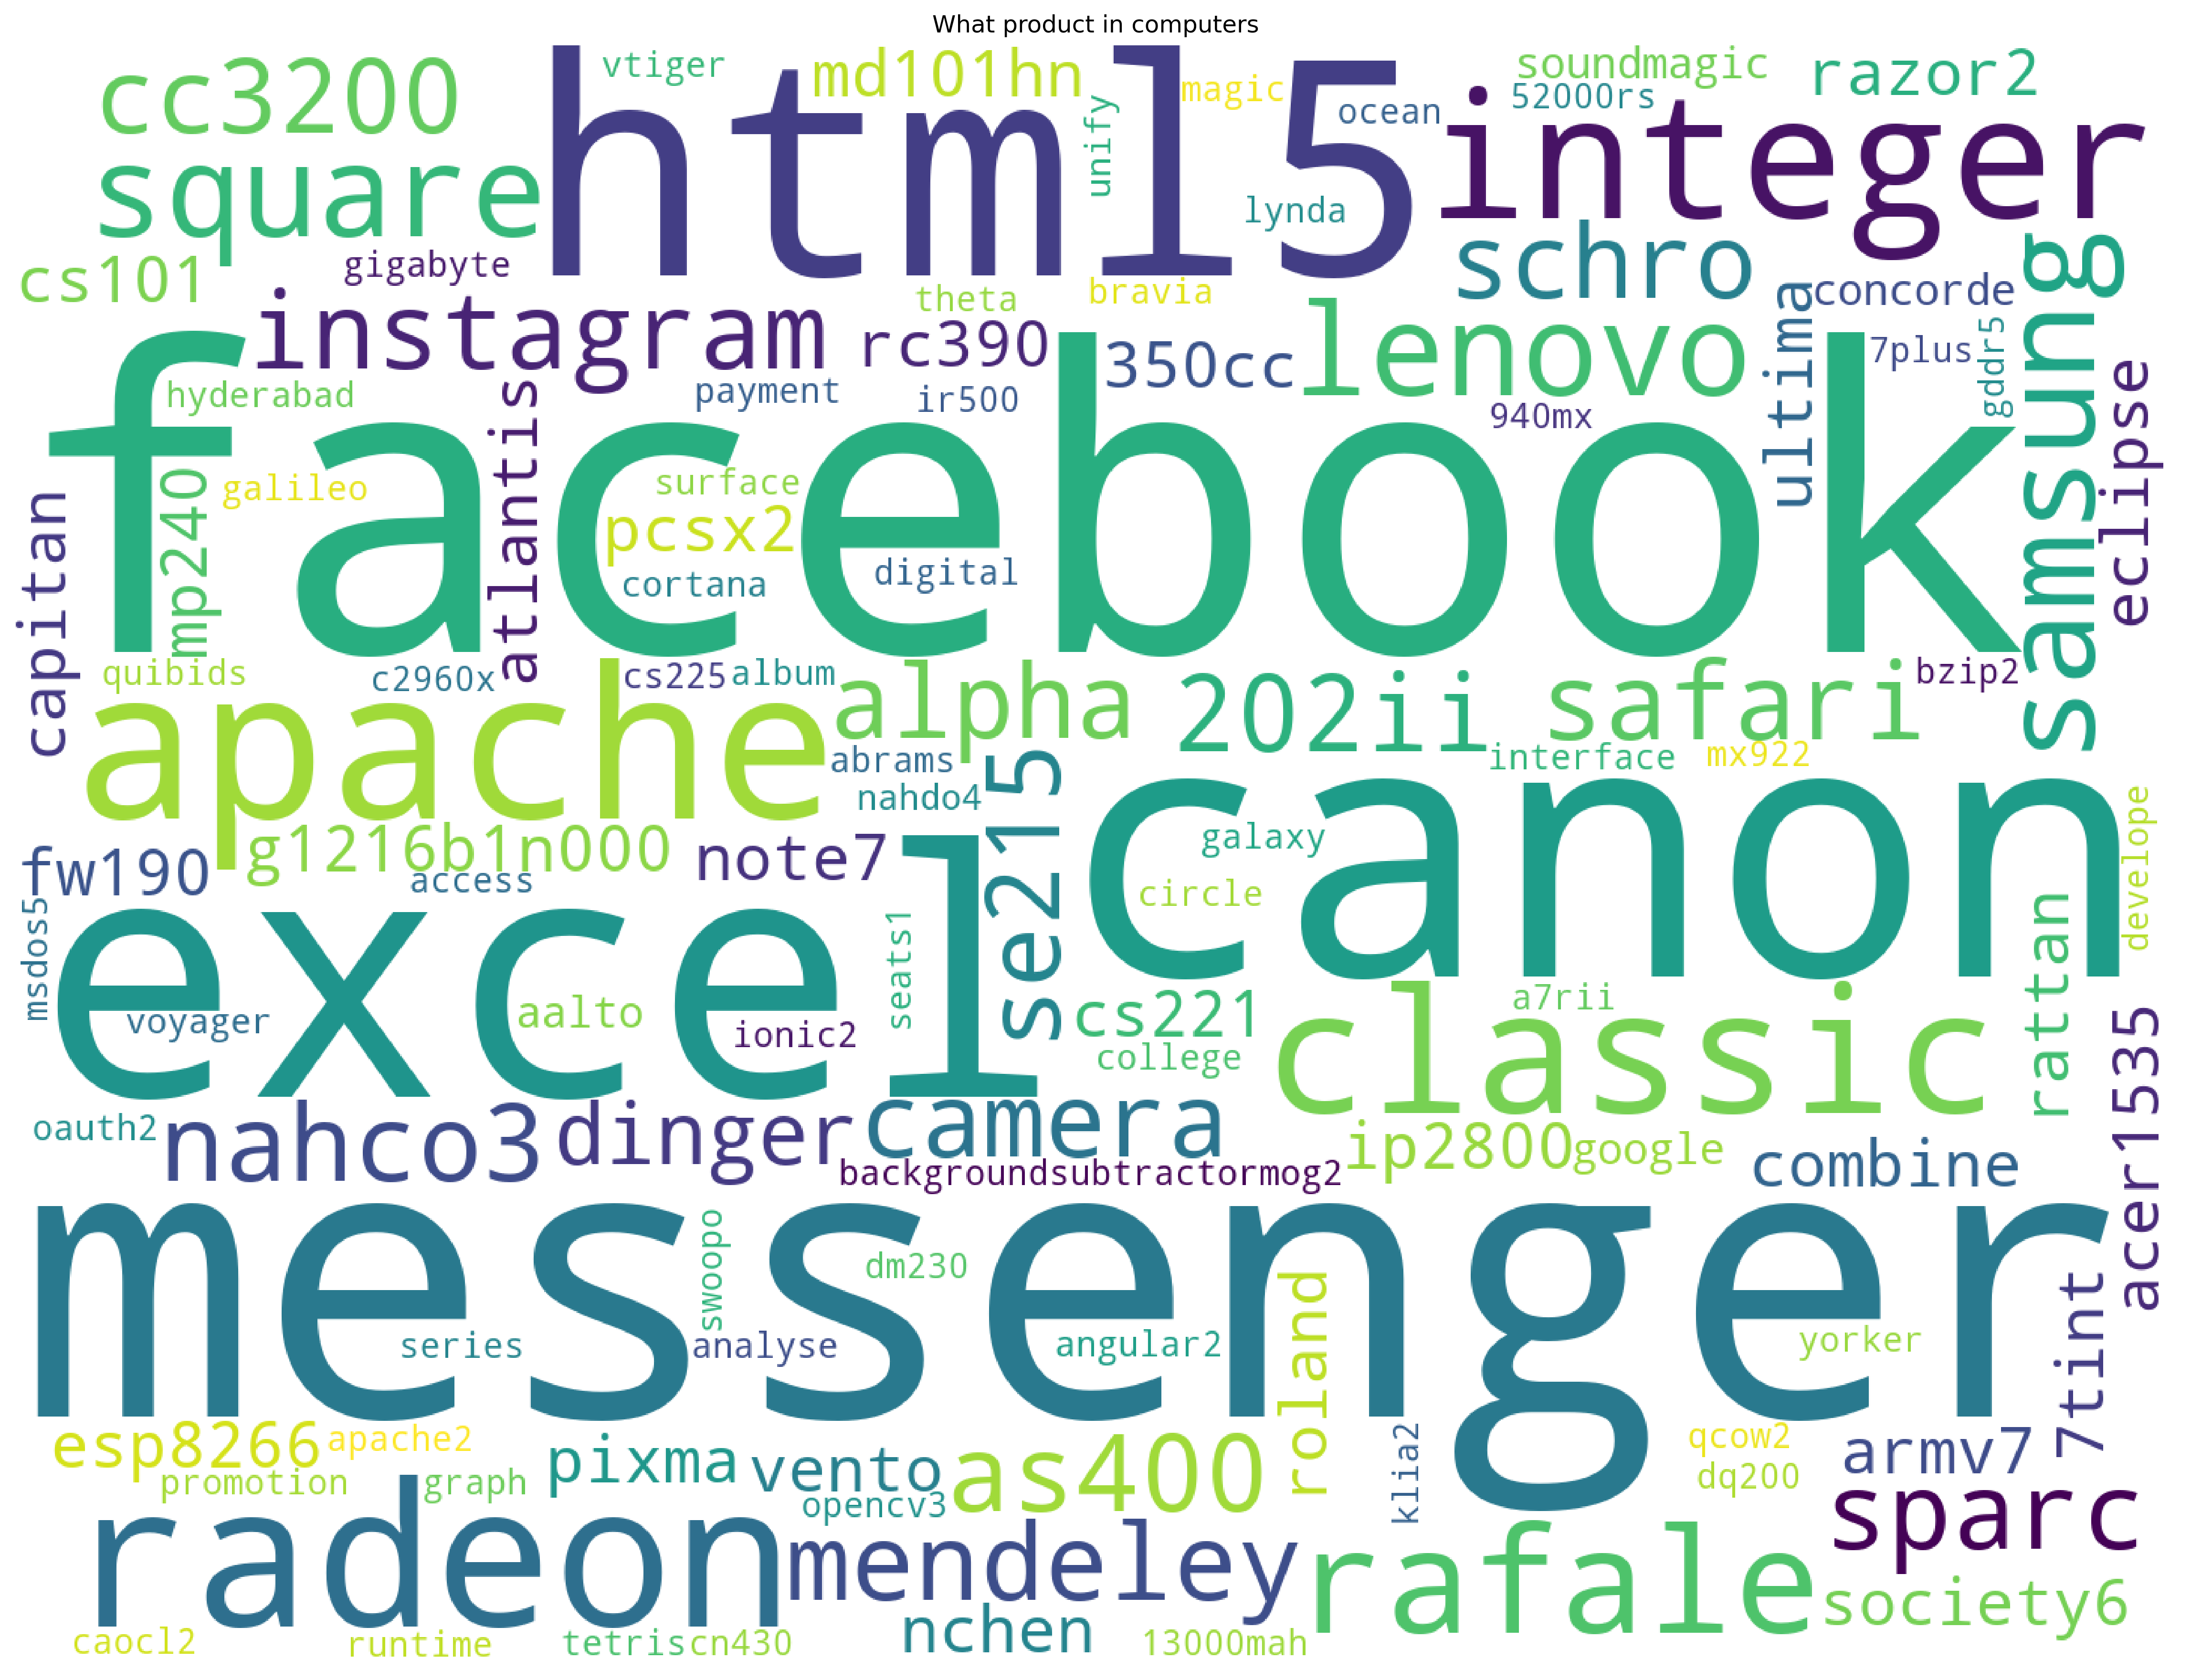 What product in computers
cc3200
vtiger
html5
md101hn
magic
unify
ocean
soundmagic
52000rs
razor2
square
lynda
integer
cs101
gigabyte
schro
instagram
theta
bravia
rc390
350cc
lenovo
ultima
concorde
7plus
gddr5
samsung
eclipse
hyderabad
atlantis
payment
ir500
940mx
facebook
capitan
mp240
galileo
surface
pcsx2
cortana
digital
quibids
c2960x
cs225
album
alpha
202ii
safari
bzip2
apache
abrams
nahdo4
se215
interface
mx922
canon
develope
fw190
g1216b1n000
access
note7
galaxy
circle
msdos5
excel
seats1
rattan
voyager
aalto
ionic2
cs221
college
a7rii
classic
acer1535
oauth2
nahco3
dinger
camera
backgroundsubtractormog2
ip2800
google
combine
messenger
swoopo
dm230
roland
7tint
series
analyse
angular2
yorker
esp8266
apache2
promotion
graph
pixma
vento
opencv3
as400
klia2
qcow2
dq200
armv7
sparc
radeon
mendeley
rafale
society6
caocl2
runtime
tetris
cn430
nchen
13000mah